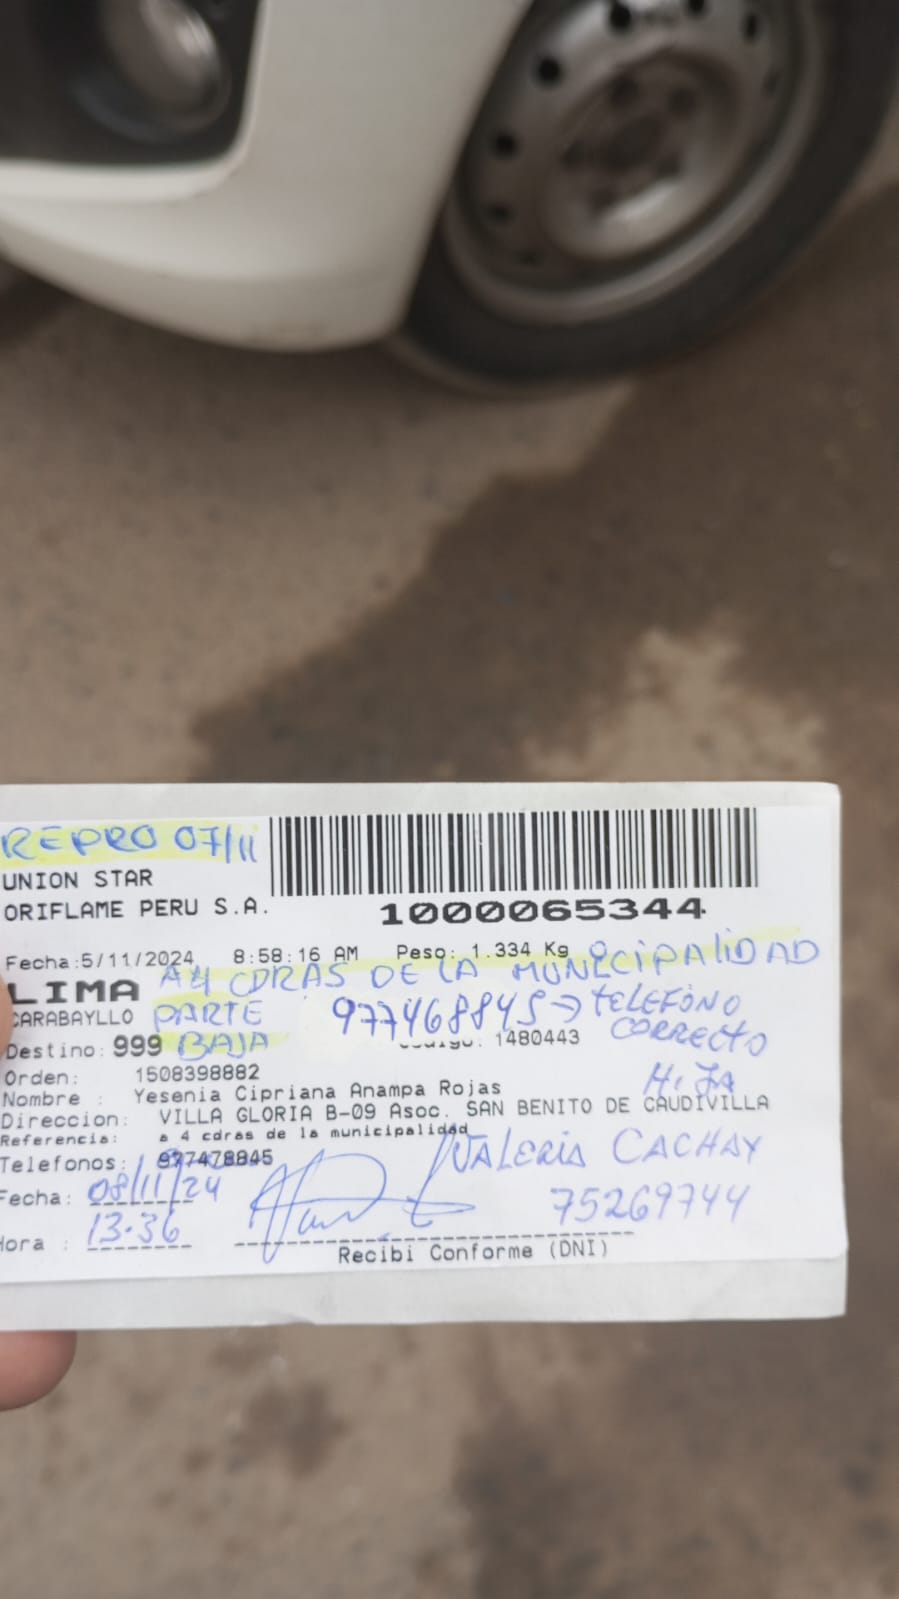 REPRO 07/11
UNION STAR
ORIFLAME PERU S.A.
1000065344
Fecha:5/11/2024 8:58:16 AM Peso: 1.334 Kg
A 4 CDRAS DE LA MUNICIPALIDAD
LIMA
CARABAYLLO PARTE 977468845 → TELEFONO
Destino: 999 BAJA Codigo: 1480443 CORRECTO
Orden: 1508398882
Nombre : Yesenia Cipriana Anampa Rojas HIJA
Direccion: VILLA GLORIA B-09 Asoc. SAN BENITO DE CAUDIVILLA
Referencia: a 4 cdras de la municipalidad
Telefonos: 977478845 VALERIA CACHAY
Fecha: 08/11/24 75269744
Hora : 13:36
Recibi Conforme (DNI)